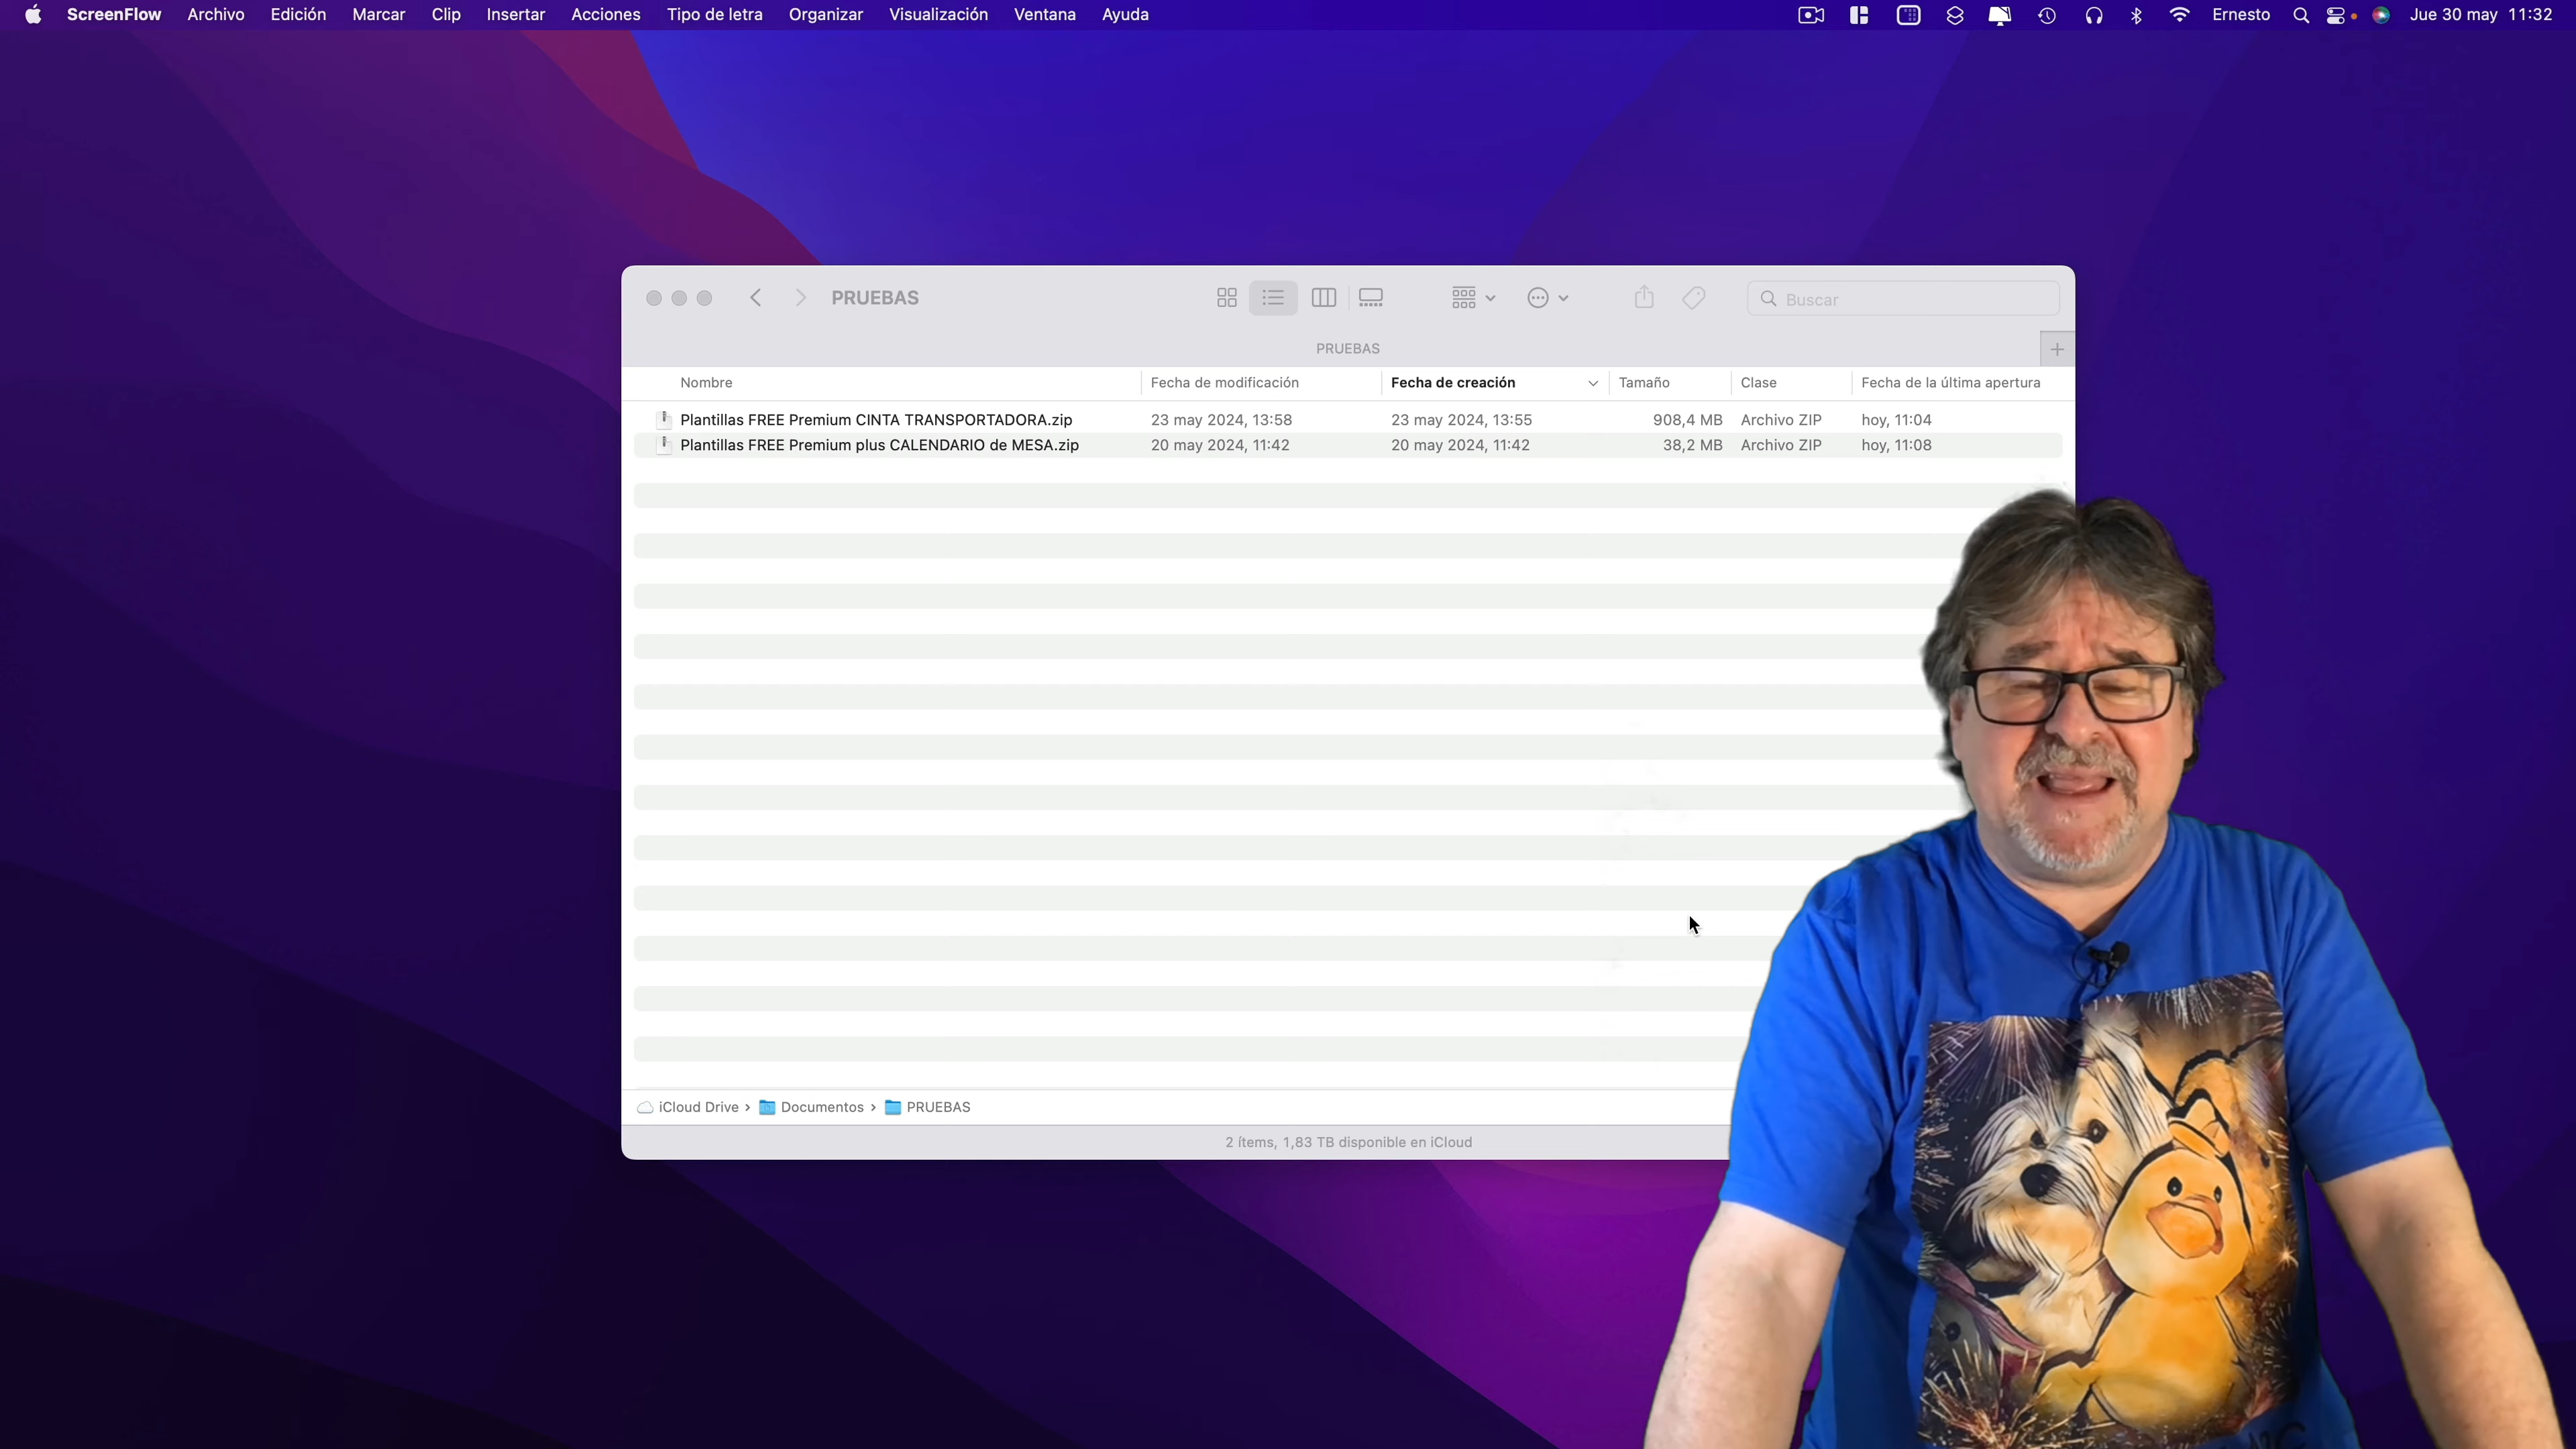 ScreenFlow Archivo Edición Marcar Clip Insertar Acciones Tipo de letra Organizar Visualización Ventana Ayuda Ernesto Jue 30 may 11:32
PRUEBAS Buscar
PRUEBAS
Nombre Fecha de modificación Fecha de creación Tamaño Clase Fecha de la última apertura
Plantillas FREE Premium CINTA TRANSPORTADORA.zip 23 may 2024, 13:58 23 may 2024, 13:55 908,4 MB Archivo ZIP hoy, 11:04
Plantillas FREE Premium plus CALENDARIO de MESA.zip 20 may 2024, 11:42 20 may 2024, 11:42 38,2 MB Archivo ZIP hoy, 11:08
iCloud Drive › Documentos › PRUEBAS
2 ítems, 1,83 TB disponible en iCloud